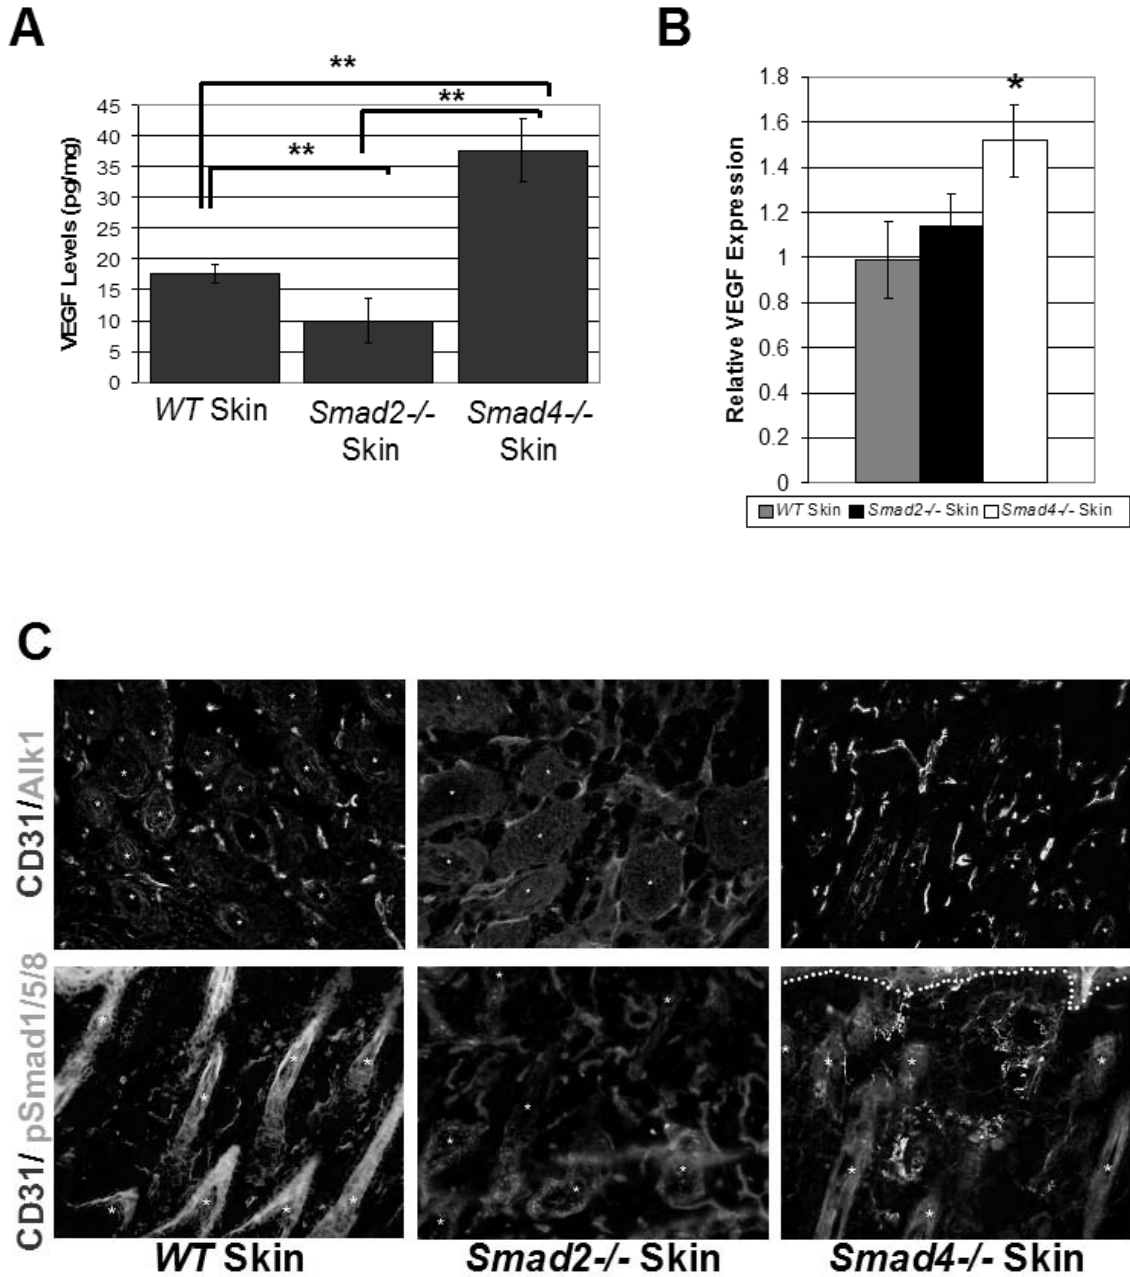 A
**
**
**
VEGF Levels (pg/mg)
45
40
35
30
25
20
15
10
5
0
WT Skin
Smad2-/-
Skin
Smad4-/-
Skin
B
Relative VEGF Expression
1.8
1.6
1.4
1.2
1
0.8
0.6
0.4
0.2
0
*
WT Skin Smad2-/- Skin Smad4-/- Skin
C
CD31/Alk1
CD31/ pSmad1/5/8
WT Skin
Smad2-/- Skin
Smad4-/- Skin